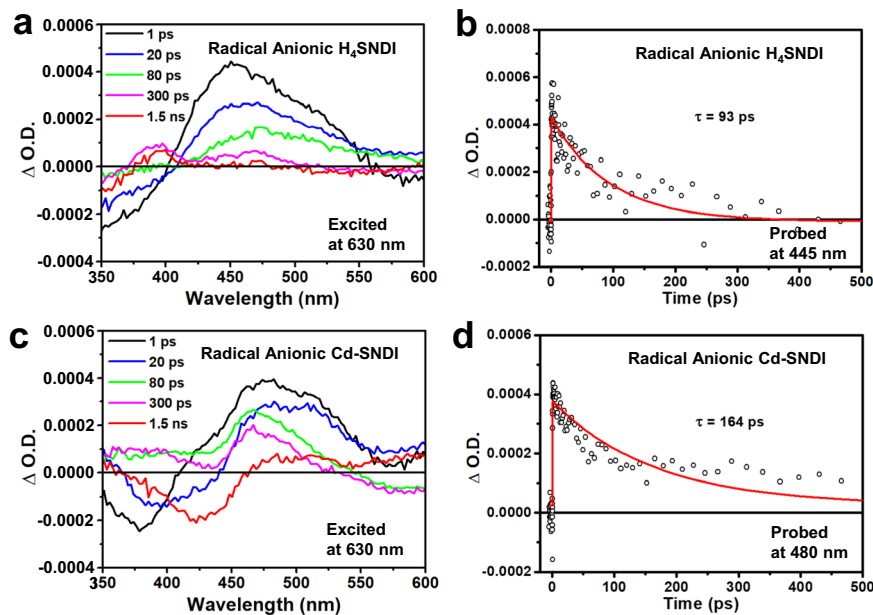 a
0.0006
0.0004
0.0002
0.0000
-0.0002
-0.0004
1 ps
20 ps
80 ps
300 ps
1.5 ns
Radical Anionic H₄SNDI
Excited
at 630 nm
350 400 450 500 550 600
Wavelength (nm)
Δ O.D.
b
0.0008
0.0006
0.0004
0.0002
0.0000
-0.0002
Radical Anionic H₄SNDI
τ = 93 ps
Probed
at 445 nm
0 100 200 300 400 500
Time (ps)
Δ O.D.
c
0.0006
0.0004
0.0002
0.0000
-0.0002
-0.0004
1 ps
20 ps
80 ps
300 ps
1.5 ns
Radical Anionic Cd-SNDI
Excited
at 630 nm
350 400 450 500 550 600
Wavelength (nm)
Δ O.D.
d
0.0006
0.0004
0.0002
0.0000
-0.0002
Radical Anionic Cd-SNDI
τ = 164 ps
Probed
at 480 nm
0 100 200 300 400 500
Time (ps)
Δ O.D.